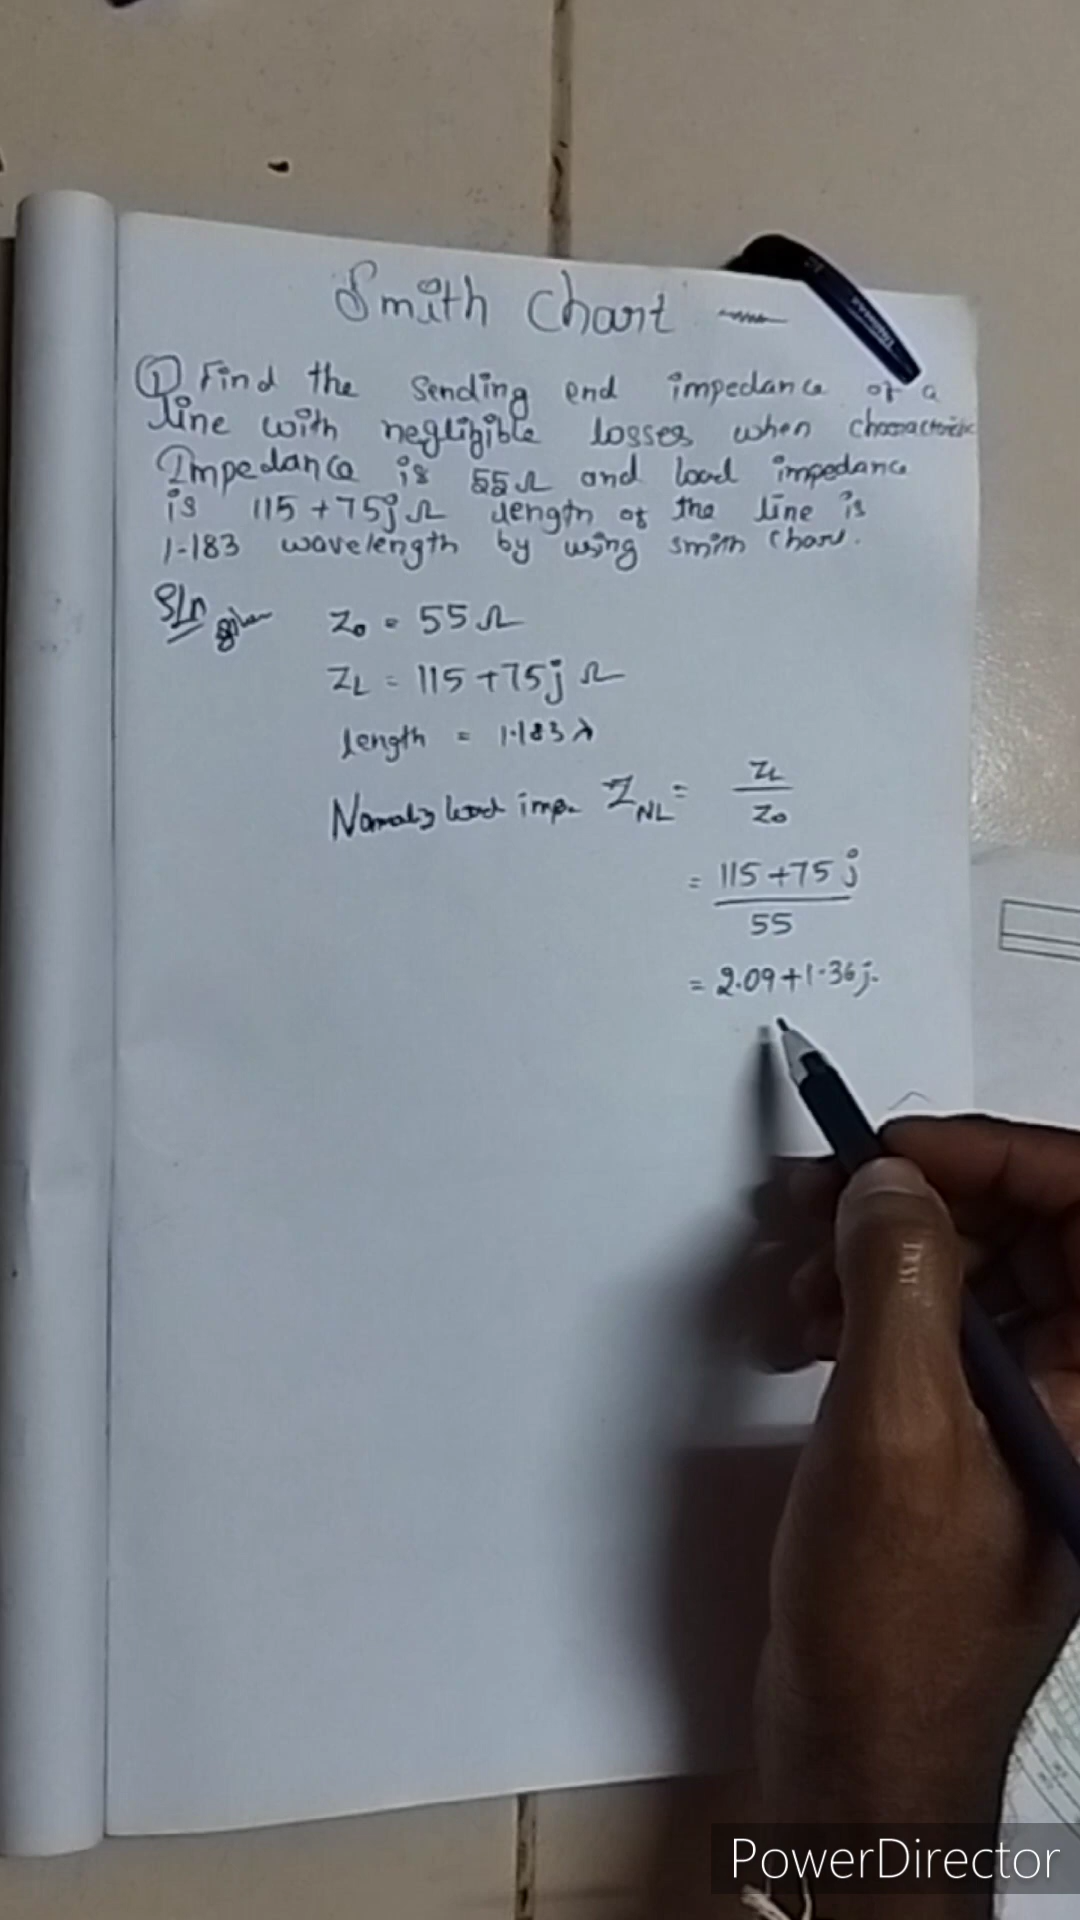 Smith Chart
① Find the sending end impedance of a
line with negligible losses when characteristic
Impedance is 55Ω and load impedance
is 115+75jΩ length of the line is
1.183 wavelength by using smith Chart.
Sln given Z₀ = 55Ω
ZL = 115+75j Ω
length = 1.183λ
load imp. ZNL = ZL
Z₀
= 115+75j
55
= 2.09+1.36j.
PowerDirector